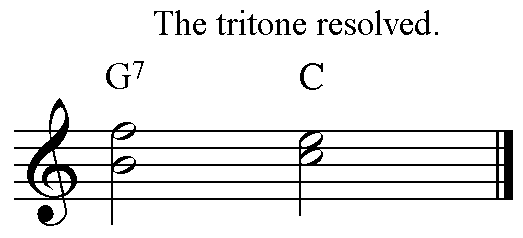 The tritone resolved.
G7 C